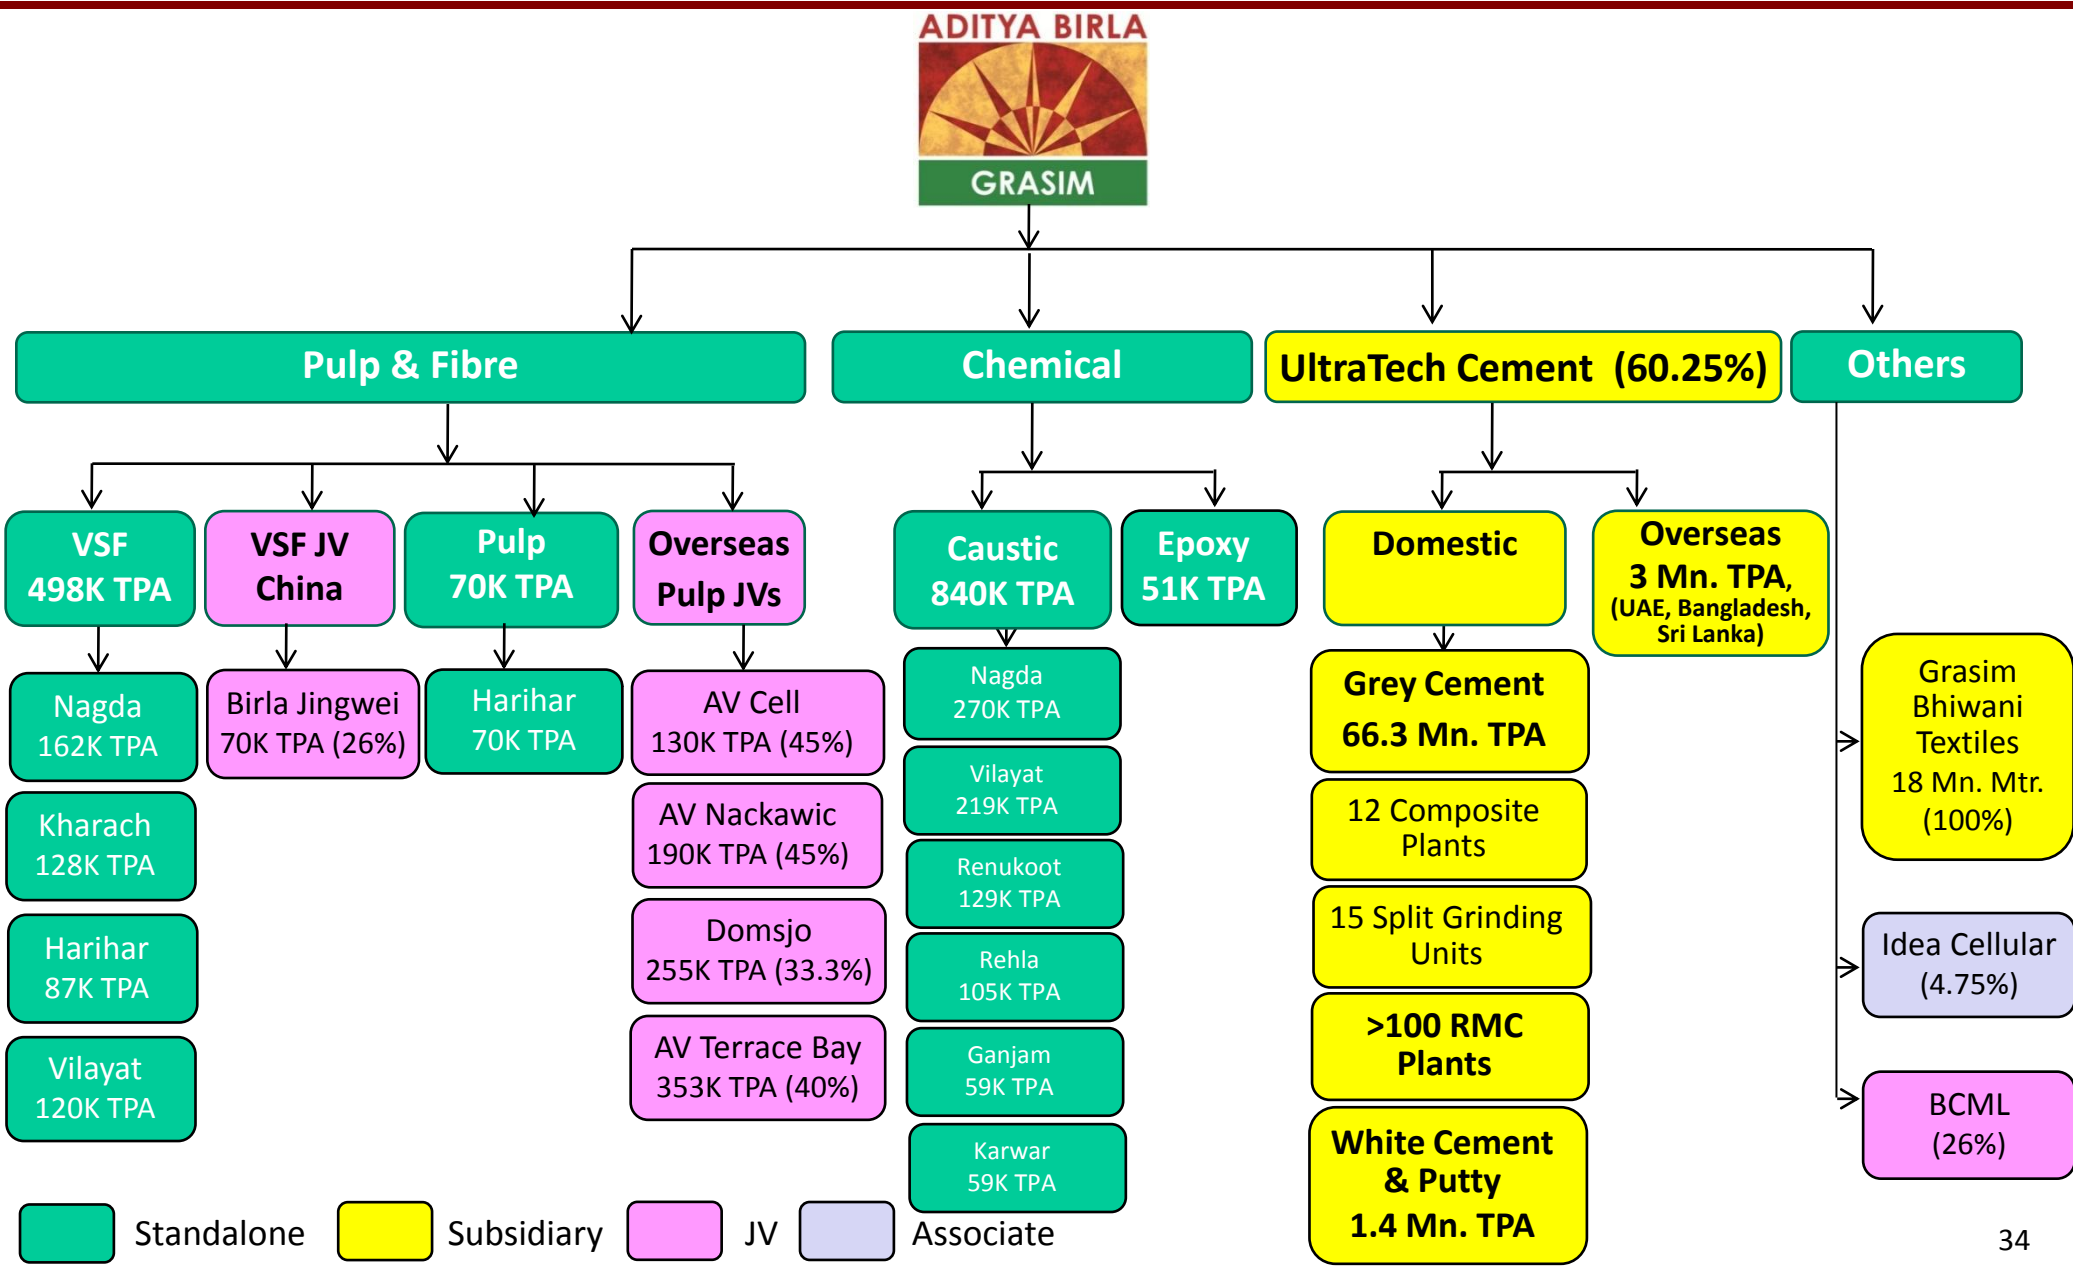 ADITYA BIRLA
GRASIM
Pulp & Fibre
Chemical
UltraTech Cement (60.25%)
Others
VSF
498K TPA
VSF JV
China
Pulp
70K TPA
Overseas
Pulp JVs
Caustic
840K TPA
Epoxy
51K TPA
Domestic
Overseas
3 Mn. TPA,
(UAE, Bangladesh,
Sri Lanka)
Nagda
162K TPA
Kharach
128K TPA
Harihar
87K TPA
Vilayat
120K TPA
Birla Jingwei
70K TPA (26%)
Harihar
70K TPA
AV Cell
130K TPA (45%)
AV Nackawic
190K TPA (45%)
Domsjo
255K TPA (33.3%)
AV Terrace Bay
353K TPA (40%)
Nagda
270K TPA
Vilayat
219K TPA
Renukoot
129K TPA
Rehla
105K TPA
Ganjam
59K TPA
Karwar
59K TPA
Grey Cement
66.3 Mn. TPA
12 Composite
Plants
15 Split Grinding
Units
>100 RMC
Plants
White Cement
& Putty
1.4 Mn. TPA
Grasim
Bhiwani
Textiles
18 Mn. Mtr.
(100%)
Idea Cellular
(4.75%)
BCML
(26%)
Standalone
Subsidiary
JV
Associate
34